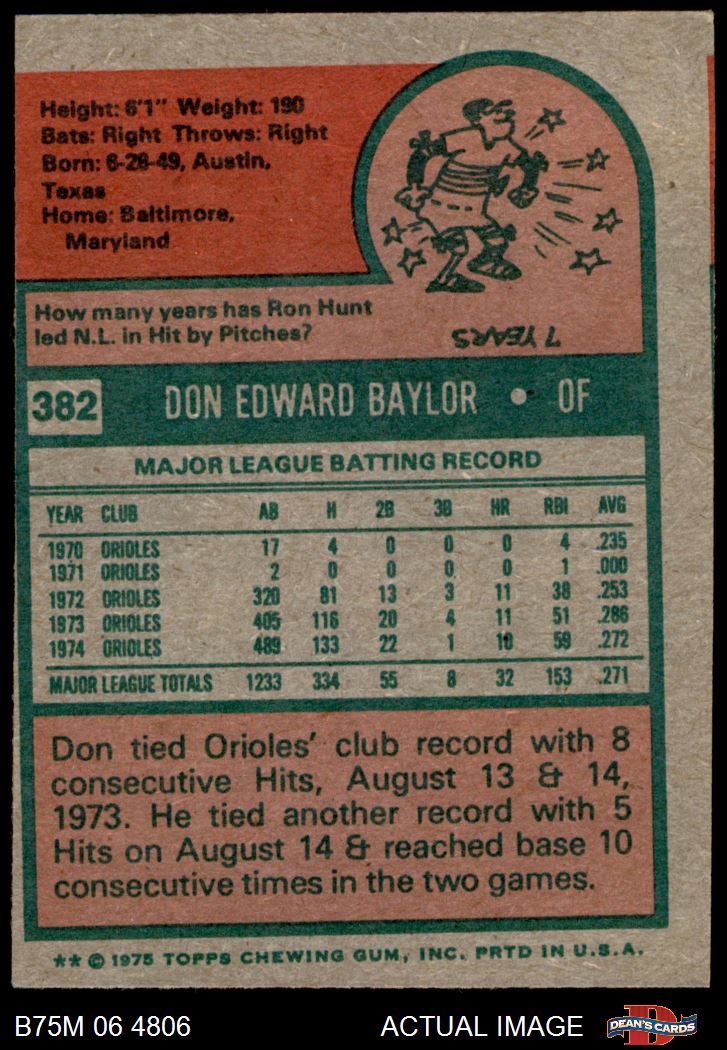 Height: 6'1" Weight: 190
Bats: Right Throws: Right
Born: 6-28-49, Austin,
Texas
Home: Baltimore,
Maryland
How many years has Ron Hunt
led N.L. in Hit by Pitches?
7 YEARS
382 DON EDWARD BAYLOR • OF
MAJOR LEAGUE BATTING RECORD
YEAR CLUB AB H 2B 3B HR RBI AVG
1970 ORIOLES 17 4 0 0 0 4 .235
1971 ORIOLES 2 0 0 0 0 1 .000
1972 ORIOLES 320 81 13 3 11 38 .253
1973 ORIOLES 405 116 20 4 11 51 .286
1974 ORIOLES 489 133 22 1 10 59 .272
MAJOR LEAGUE TOTALS 1233 334 55 8 32 153 .271
Don tied Orioles' club record with 8
consecutive Hits, August 13 & 14,
1973. He tied another record with 5
Hits on August 14 & reached base 10
consecutive times in the two games.
** © 1975 TOPPS CHEWING GUM, INC. PRTD IN U.S.A.
B75M 06 4806 ACTUAL IMAGE D DEAN'S CARDS